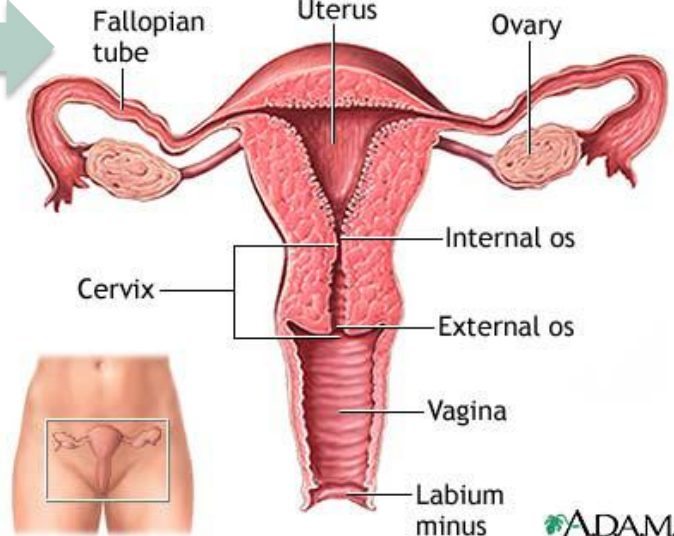 Uterus
Fallopian
tube
Ovary
Internal os
Cervix
External os
Vagina
Labium
minus
A.D.A.M.